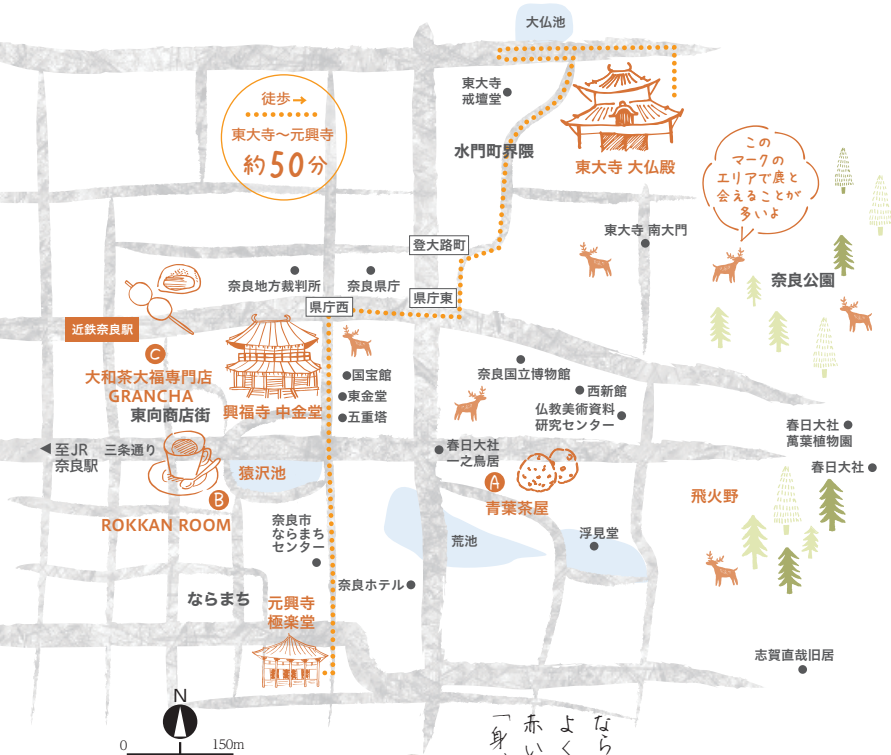 大仏池
徒歩→
東大寺～元興寺
約50分
東大寺
戒壇堂
水門町界隈
東大寺 大仏殿
この
マークの
エリアで鹿と
会えることが
多いよ
東大寺 南大門
登大路町
奈良公園
奈良地方裁判所
奈良県庁
県庁西
県庁東
近鉄奈良駅
C
大和茶大福専門店
GRANCHA
東向商店街
興福寺 中金堂
国宝館
東金堂
五重塔
奈良国立博物館
西新館
仏教美術資料
研究センター
春日大社
萬葉植物園
春日大社
至JR
奈良駅
三条通り
猿沢池
春日大社
一之鳥居
A
青葉茶屋
飛火野
B
ROKKAN ROOM
奈良市
ならまち
センター
荒池
浮見堂
奈良ホテル
ならまち
元興寺
極楽堂
志賀直哉旧居
N
0
150m
なら
よく
赤い
「身